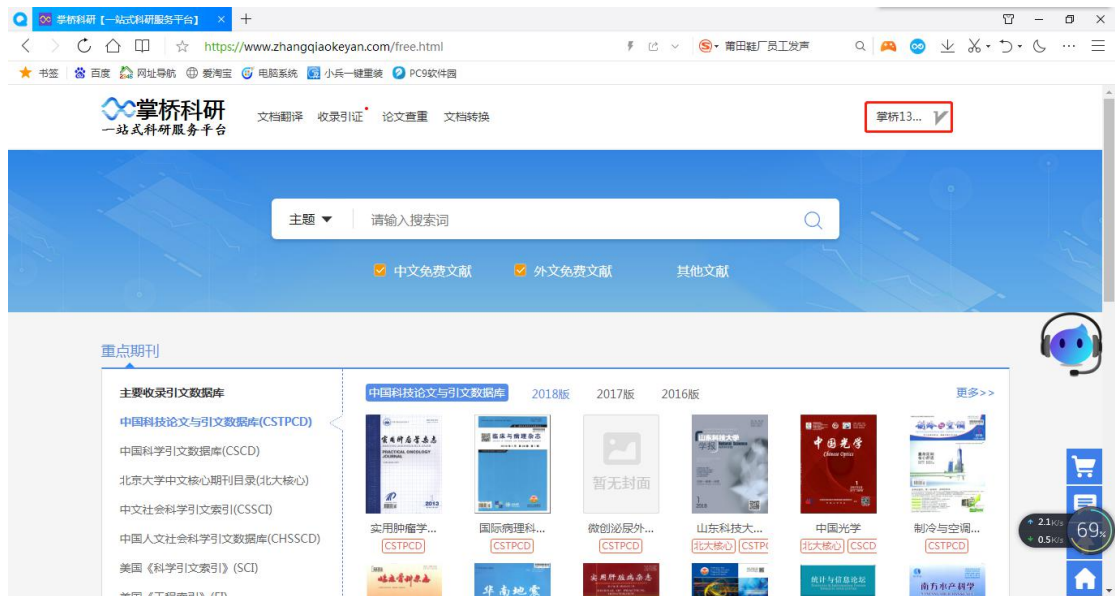 掌桥科研【一站式科研服务平台】
https://www.zhangqiaokeyan.com/free.html
莆田鞋厂员工发声
书签 百度 网址导航 爱淘宝 电脑系统 小兵一键重装 PC9软件园
掌桥科研
一站式科研服务平台
文档翻译 收录引证 论文查重 文档转换
掌桥13...
主题 请输入搜索词
中文免费文献 外文免费文献 其他文献
重点期刊
主要收录引文数据库
中国科技论文与引文数据库(CSTPCD)
中国科学引文数据库(CSCD)
北京大学中文核心期刊目录(北大核心)
中文社会科学引文索引(CSSCI)
中国人文社会科学引文数据库(CHSSCD)
美国《科学引文索引》(SCI)
中国科技论文与引文数据库 2018版 2017版 2016版 更多>>
实用肿瘤杂志
PRACTICAL ONCOLOGY JOURNAL
2013
临床与病理杂志
暂无封面
山东科技大学
学报
中国光学
Chinese Optics
制冷与空调
实用肿瘤学... 国际病理科... 微创泌尿外... 山东科技大... 中国光学 制冷与空调...
CSTPCD CSTPCD CSTPCD 北大核心 CSTP 北大核心 CSCD CSTPCD
华南地震
实用肝脏病杂志
统计与信息论坛
南方水产科学
2.1K/s
0.5K/s
69%